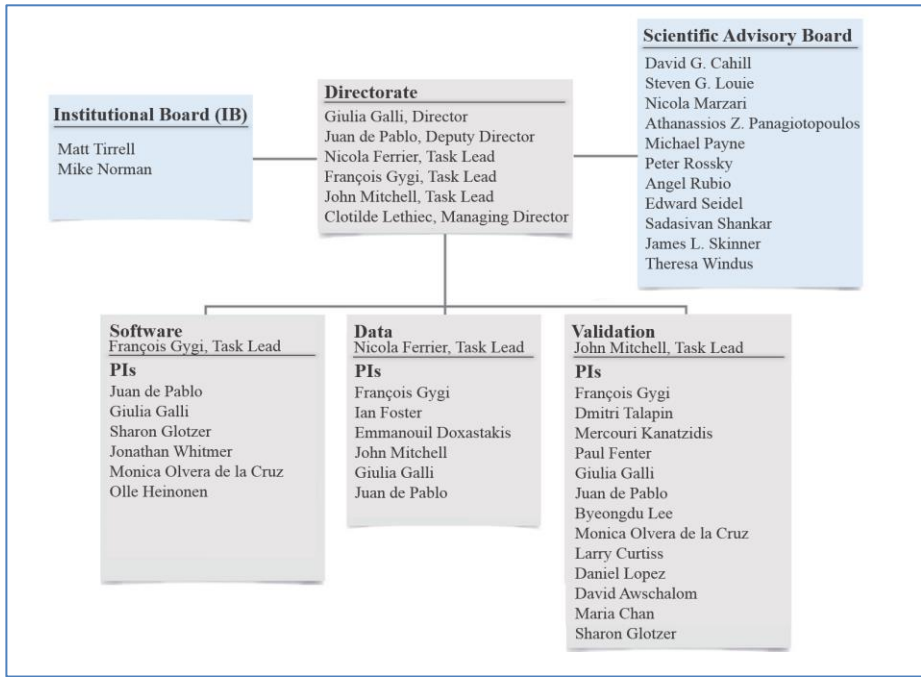 Institutional Board (IB)
Matt Tirrell
Mike Norman
Directorate
Giulia Galli, Director
Juan de Pablo, Deputy Director
Nicola Ferrier, Task Lead
François Gygi, Task Lead
John Mitchell, Task Lead
Clotilde Lethiec, Managing Director
Scientific Advisory Board
David G. Cahill
Steven G. Louie
Nicola Marzari
Athanassios Z. Panagiotopoulos
Michael Payne
Peter Rossky
Angel Rubio
Edward Seidel
Sadasivan Shankar
James L. Skinner
Theresa Windus
Software
François Gygi, Task Lead
PIs
Juan de Pablo
Giulia Galli
Sharon Glotzer
Jonathan Whitmer
Monica Olvera de la Cruz
Olle Heinonen
Data
Nicola Ferrier, Task Lead
PIs
François Gygi
Ian Foster
Emmanouil Doxastakis
John Mitchell
Giulia Galli
Juan de Pablo
Validation
John Mitchell, Task Lead
PIs
François Gygi
Dmitri Talapin
Mercouri Kanatzidis
Paul Fenter
Giulia Galli
Juan de Pablo
Byeongdu Lee
Monica Olvera de la Cruz
Larry Curtiss
Daniel Lopez
David Awschalom
Maria Chan
Sharon Glotzer